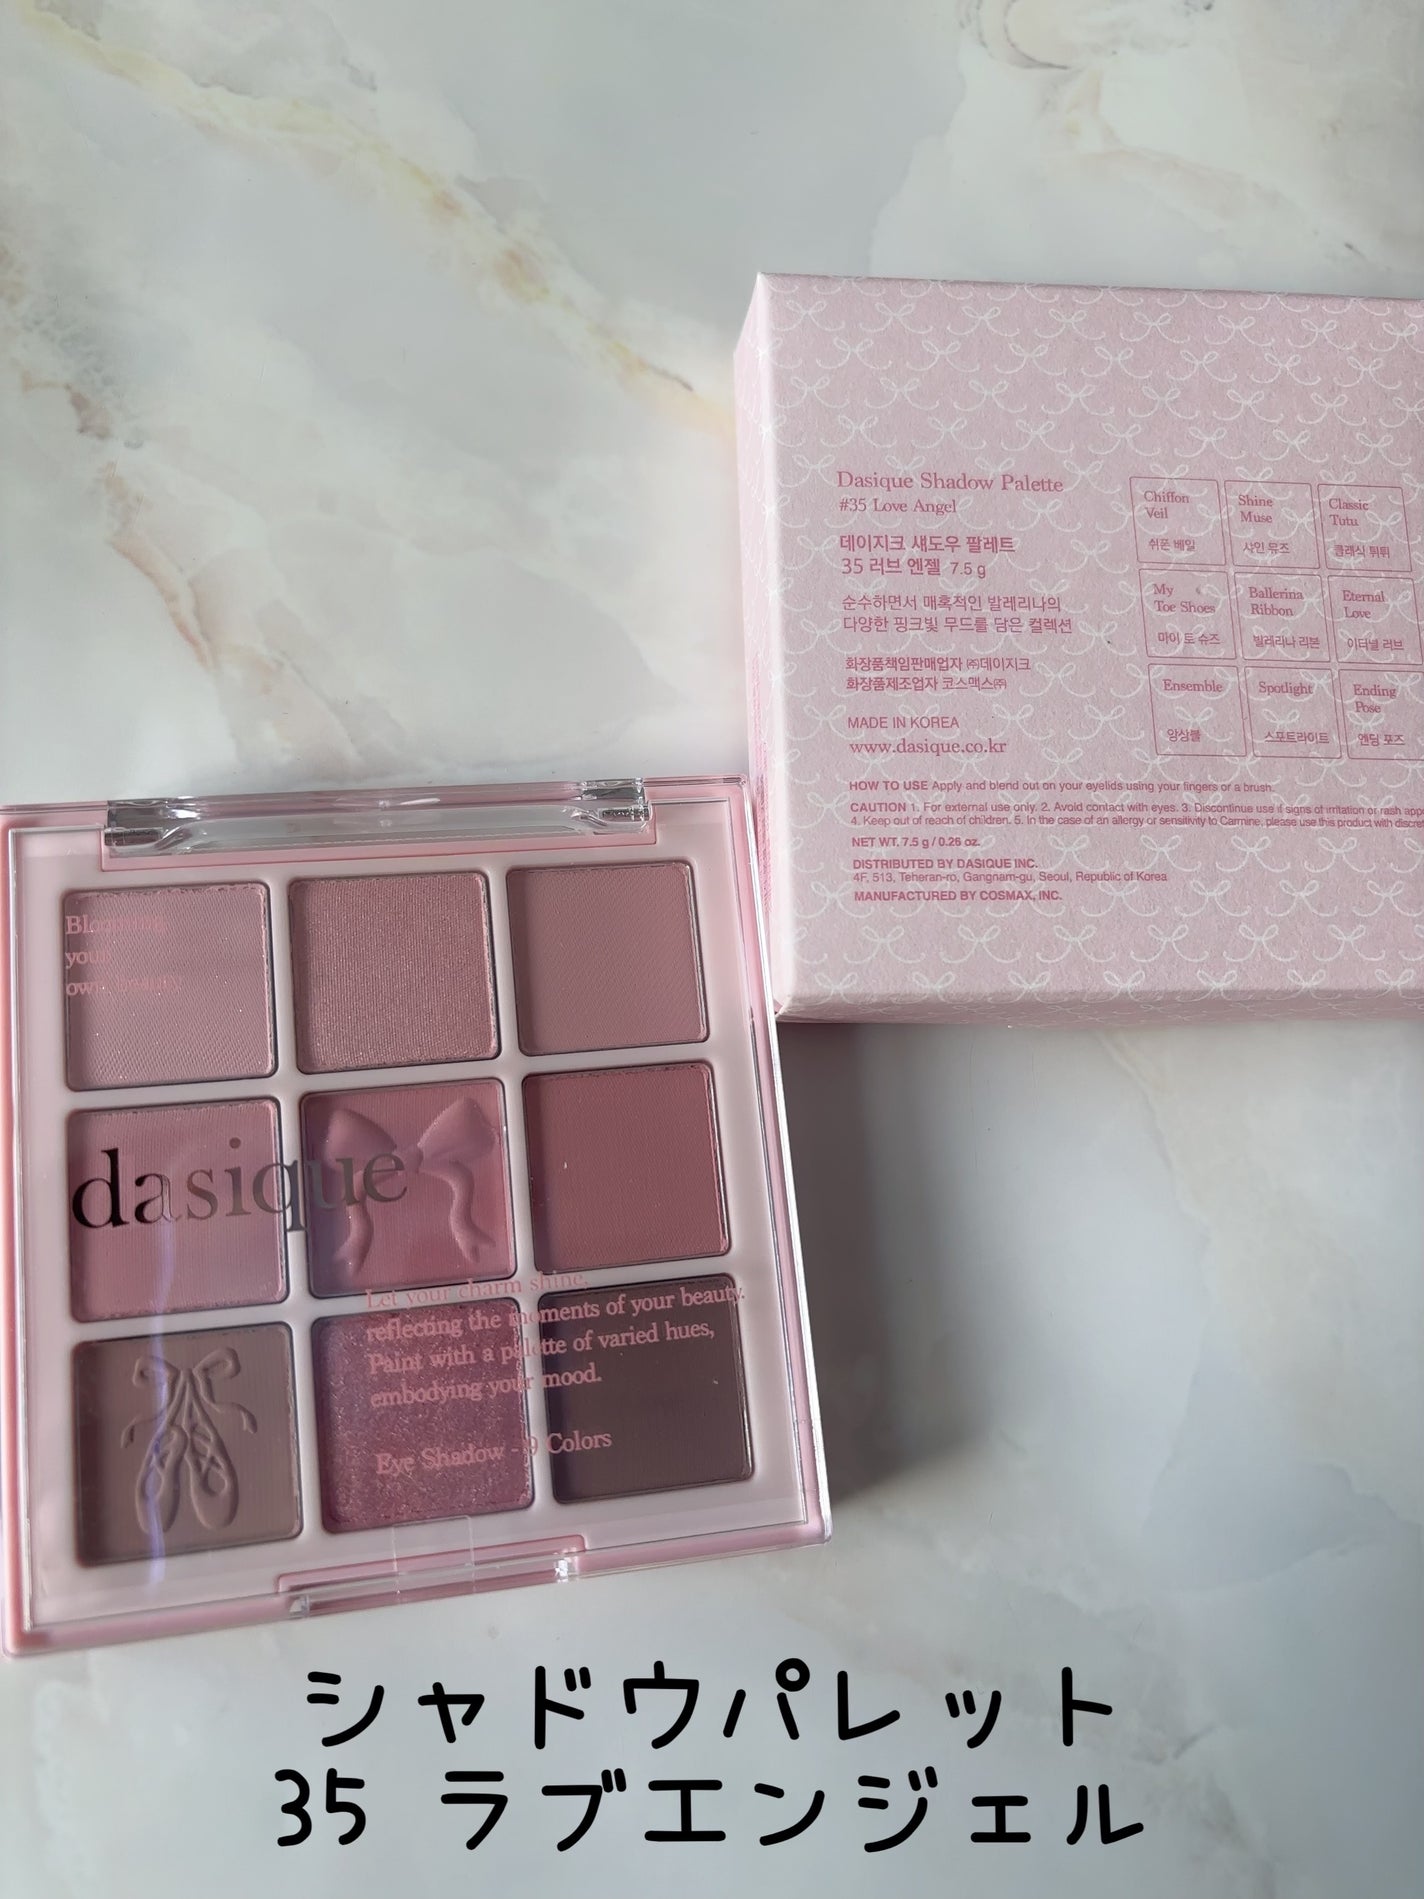 Dasique Shadow Palette
#35 Love Angel
데이지크 섀도우 팔레트
35 러브 엔젤 7.5 g
순수하면서 매혹적인 발레리나의
다양한 핑크빛 무드를 담은 컬렉션
화장품책임판매업자 ㈜데이지크
화장품제조업자 코스맥스㈜
MADE IN KOREA
www.dasique.co.kr
Chiffon
Veil
쉬폰 베일
Shine
Muse
샤인 뮤즈
Classic
Tutu
클래식 튀튀
My
Toe Shoes
마이 토 슈즈
Ballerina
Ribbon
발레리나 리본
Eternal
Love
이터널 러브
Ensemble
앙상블
Spotlight
스포트라이트
Ending
Pose
엔딩 포즈
HOW TO USE Apply and blend out on your eyelids using your fingers or a brush.
CAUTION 1. For external use only. 2. Avoid contact with eyes. 3. Discontinue use if signs of irritation or rash
4. Keep out of reach of children. 5. In the case of an allergy or sensitivity to Carmine, please use this product with
NET WT. 7.5 g / 0.26 oz.
DISTRIBUTED BY DASIQUE INC.
4F, 513, Teheran-ro, Gangnam-gu, Seoul, Republic of Korea
MANUFACTURED BY COSMAX, INC.
Blooming
your
own beauty
dasique
Let your charm shine,
reflecting the moments of your beauty.
Paint with a palette of varied hues,
embodying your mood.
Eye Shadow - 9 Colors
シャドウパレット
35 ラブエンジェル